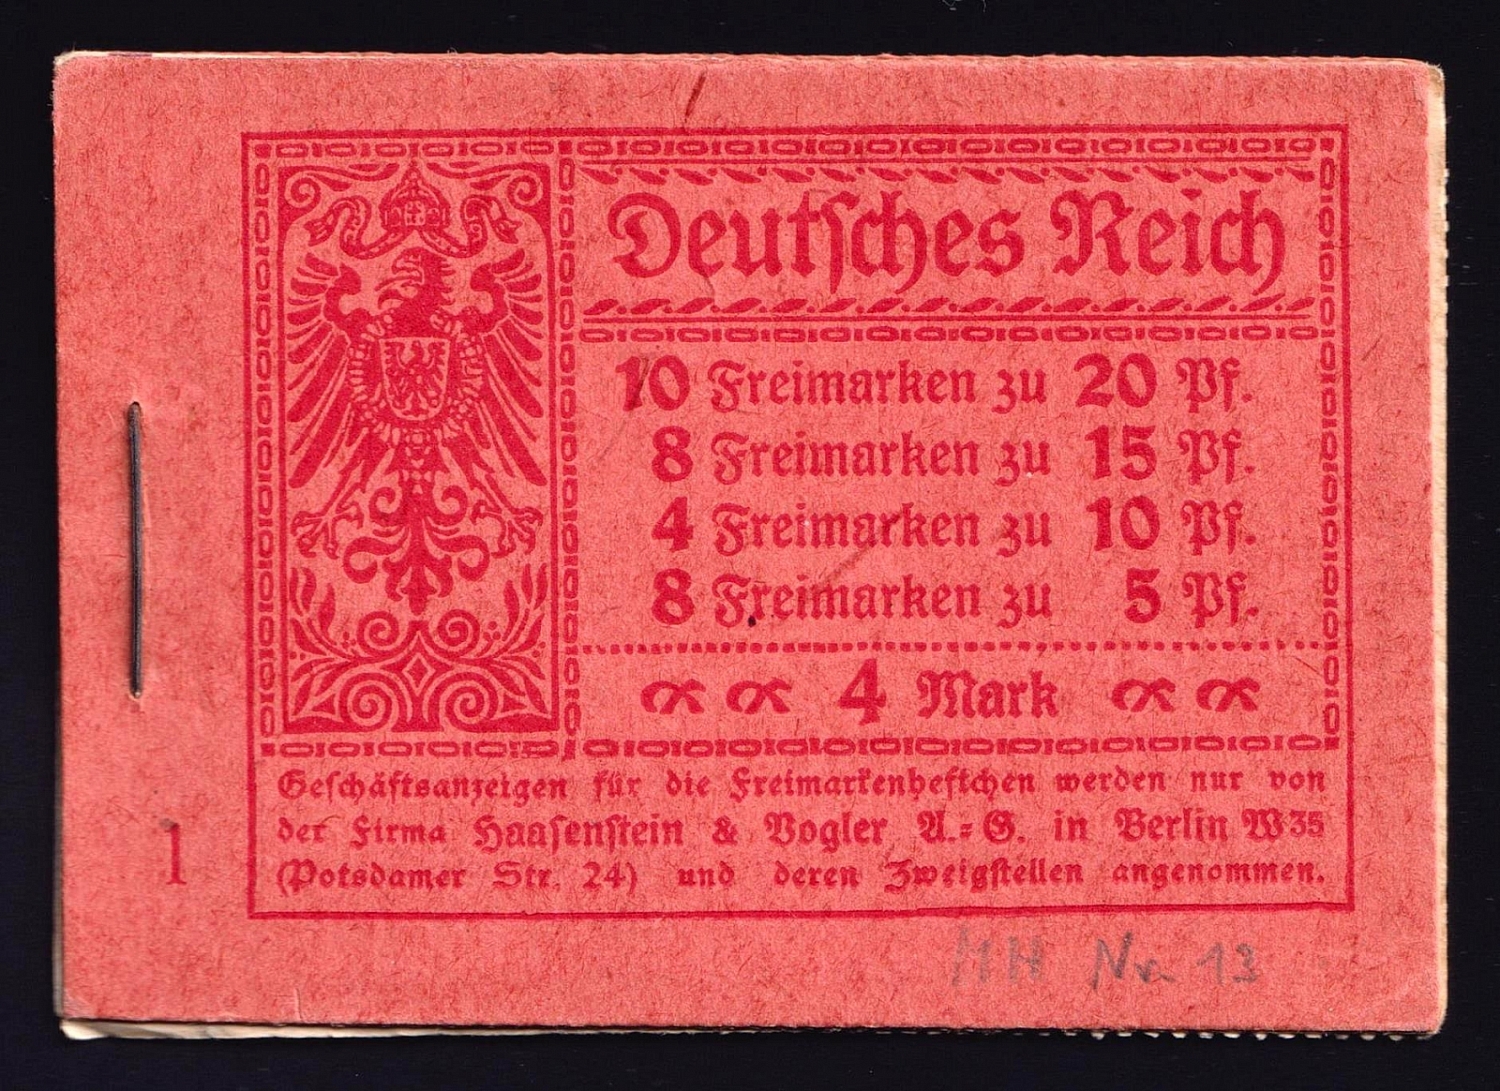 Deutsches Reich
10 Freimarken zu 20 Pf.
8 Freimarken zu 15 Pf.
4 Freimarken zu 10 Pf.
8 Freimarken zu 5 Pf.
4 Mark
Geschäftsanzeigen für die Freimarkenheftchen werden nur von
der Firma Haasenstein & Vogler A.=G. in Berlin W35
(Potsdamer Str. 24) und deren Zweigstellen angenommen.
1
MH Nr. 13